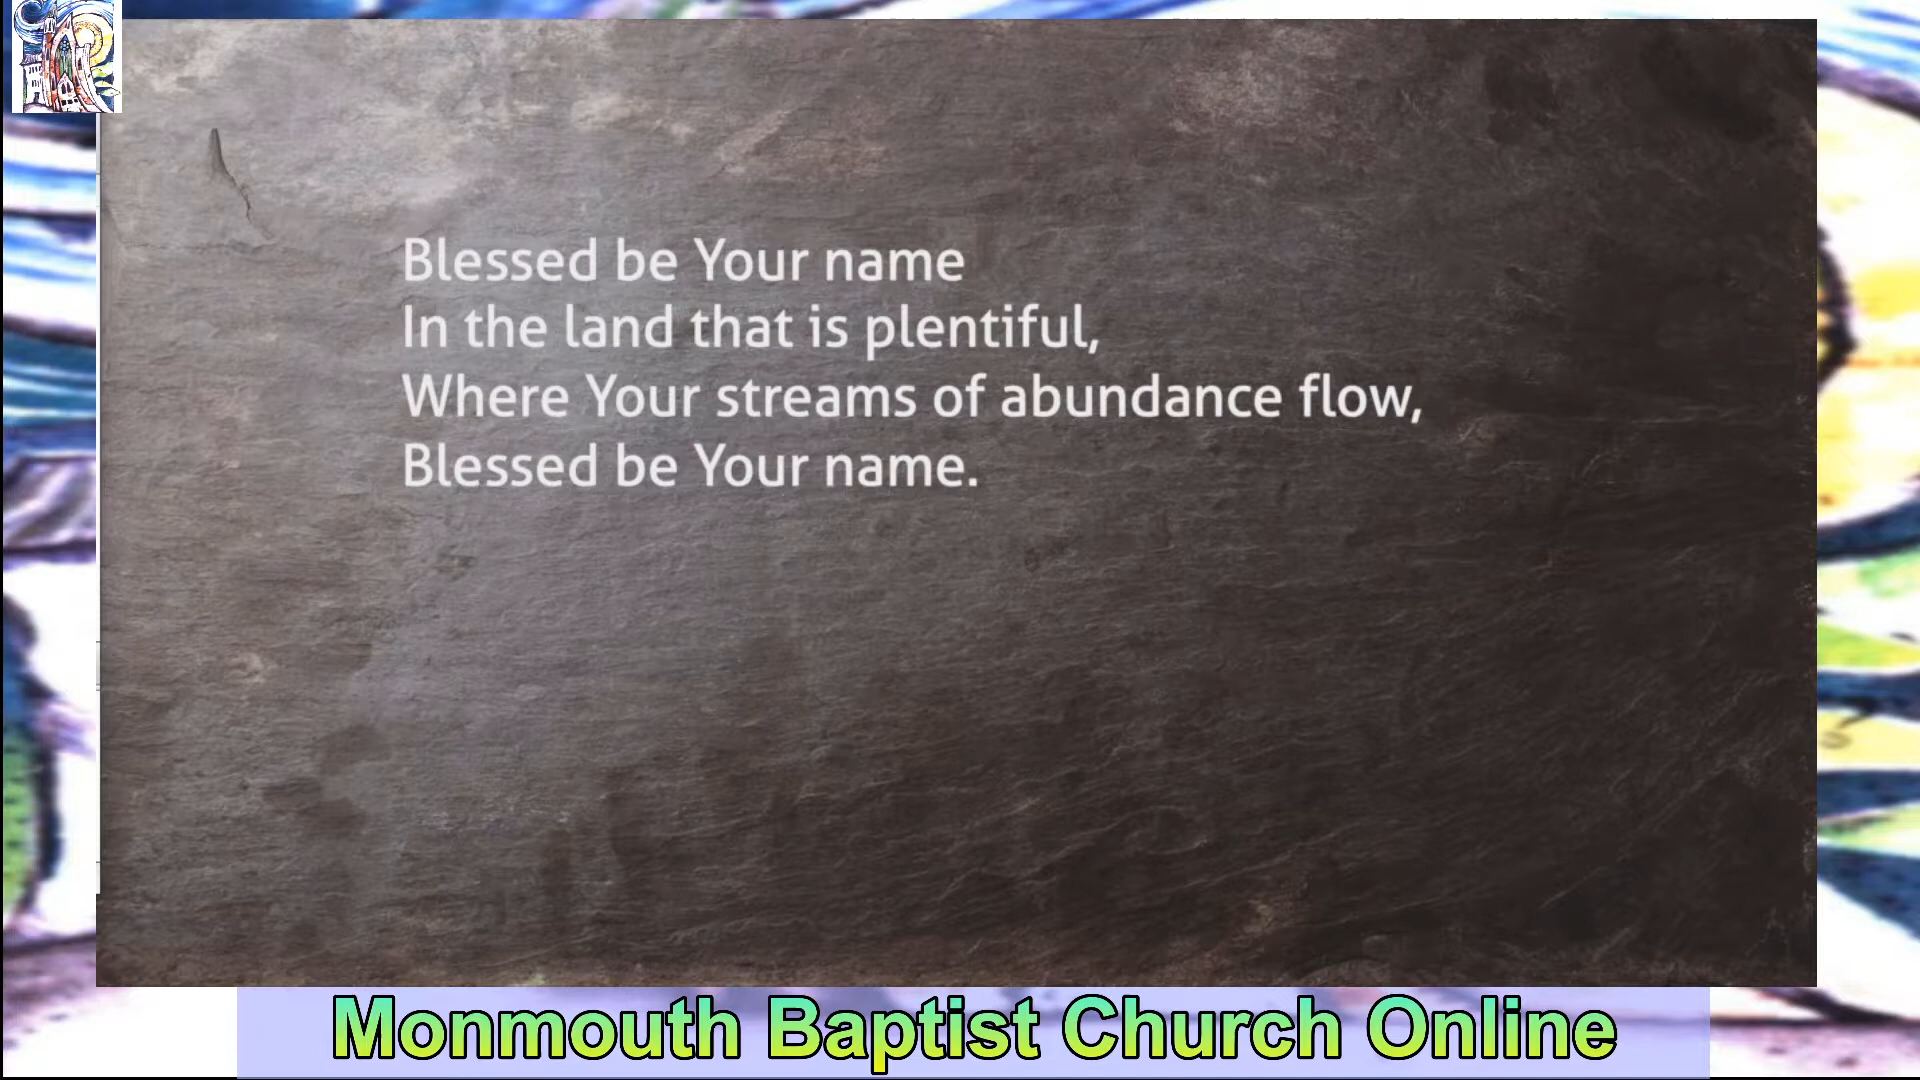 Blessed be Your name
In the land that is plentiful,
Where Your streams of abundance flow,
Blessed be Your name.
Monmouth Baptist Church Online